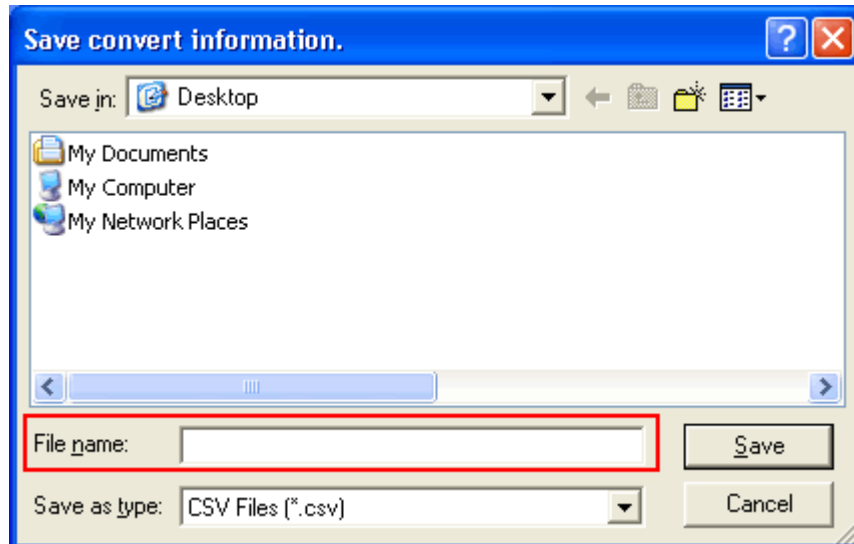 Save convert information.
Save in: Desktop
My Documents
My Computer
My Network Places
File name:
Save
Save as type: CSV Files (*.csv)
Cancel